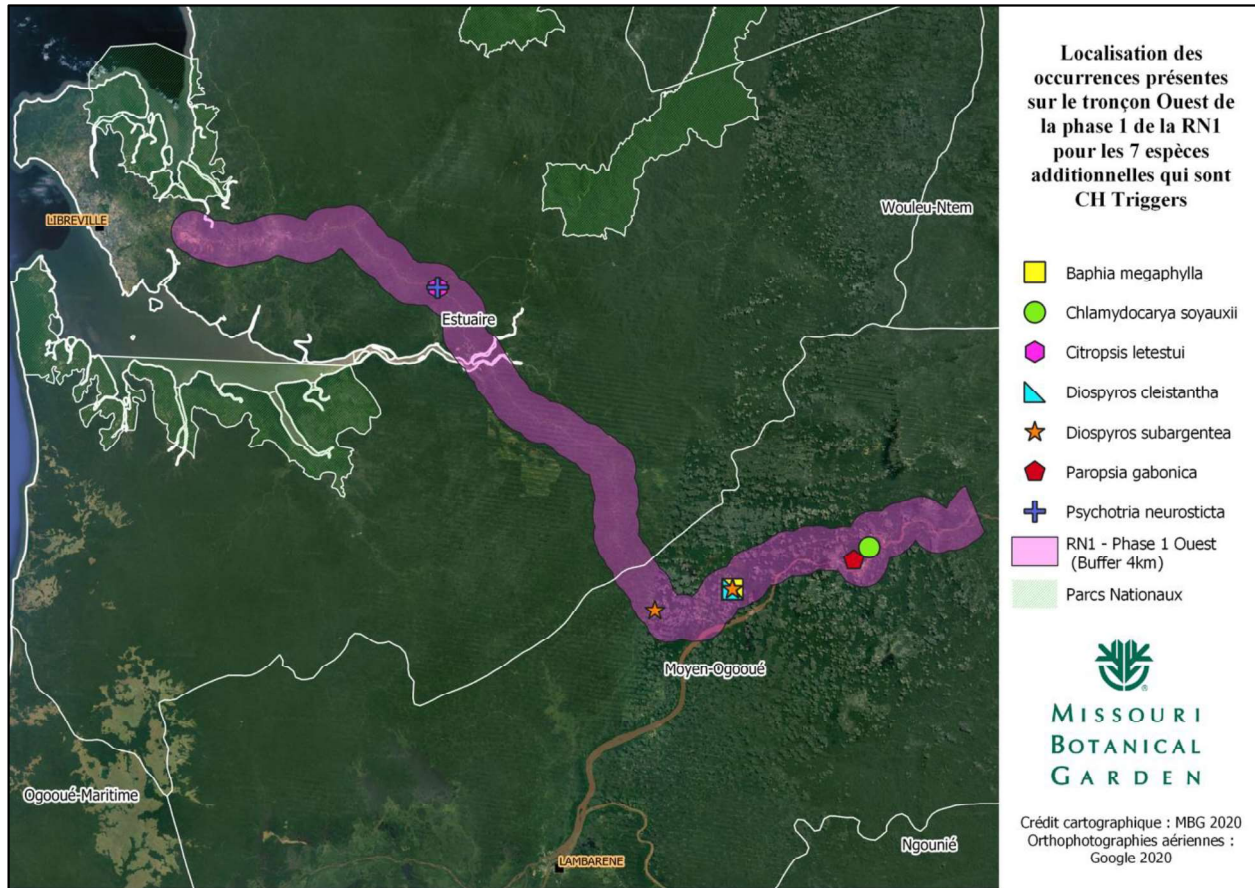 LIBREVILLE
Estuaire
Wouleu-Ntem
Moyen-Ogooué
Ogooué-Maritime
LAMBARENE
Ngounié
Localisation des
occurrences présentes
sur le tronçon Ouest de
la phase 1 de la RN1
pour les 7 espèces
additionnelles qui sont
CH Triggers
Baphia megaphylla
Chlamydocarya soyauxii
Citropsis letestui
Diospyros cleistantha
Diospyros subargentea
Paropsia gabonica
Psychotria neurosticta
RN1 - Phase 1 Ouest
(Buffer 4km)
Parcs Nationaux
MISSOURI
BOTANICAL
GARDEN
Crédit cartographique : MBG 2020
Orthophotographies aériennes :
Google 2020